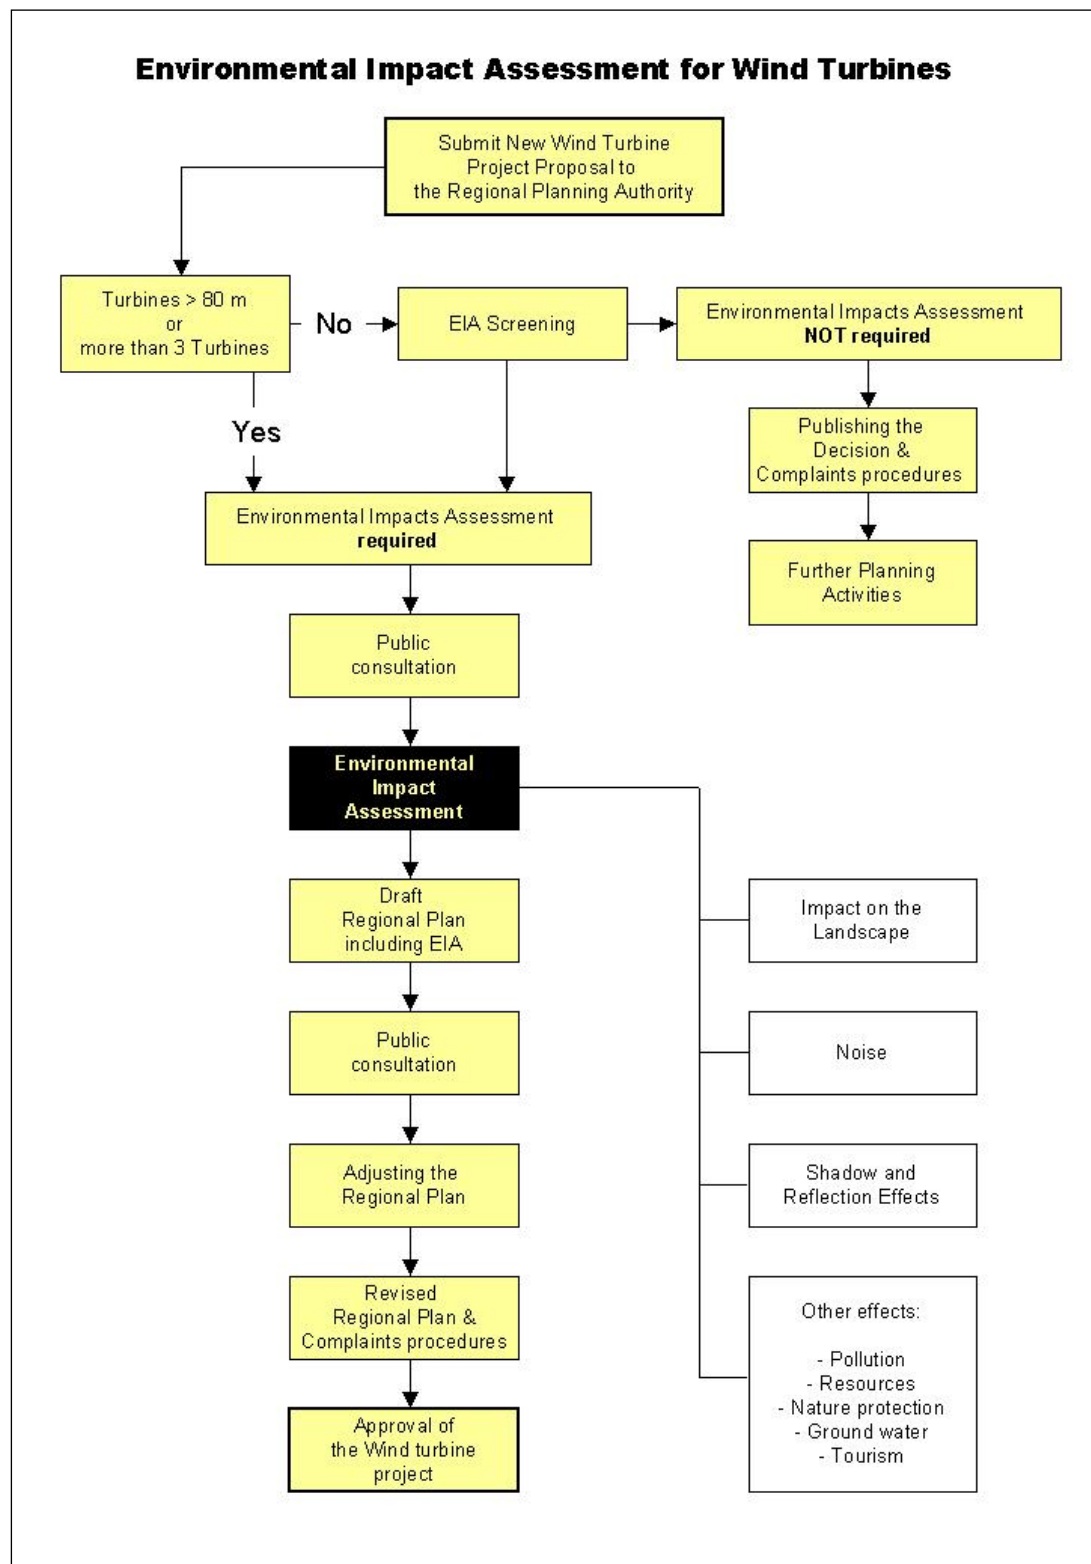 Environmental Impact Assessment for Wind Turbines
Submit New Wind Turbine
Project Proposal to
the Regional Planning Authority
Turbines > 80 m
or
more than 3 Turbines
No
EIA Screening
Environmental Impacts Assessment
NOT required
Yes
Publishing the
Decision &
Complaints procedures
Environmental Impacts Assessment
required
Further Planning
Activities
Public
consultation
Environmental
Impact
Assessment
Draft
Regional Plan
including EIA
Impact on the
Landscape
Public
consultation
Noise
Adjusting the
Regional Plan
Shadow and
Reflection Effects
Revised
Regional Plan &
Complaints procedures
Other effects:
- Pollution
- Resources
- Nature protection
- Ground water
- Tourism
Approval of
the Wind turbine
project